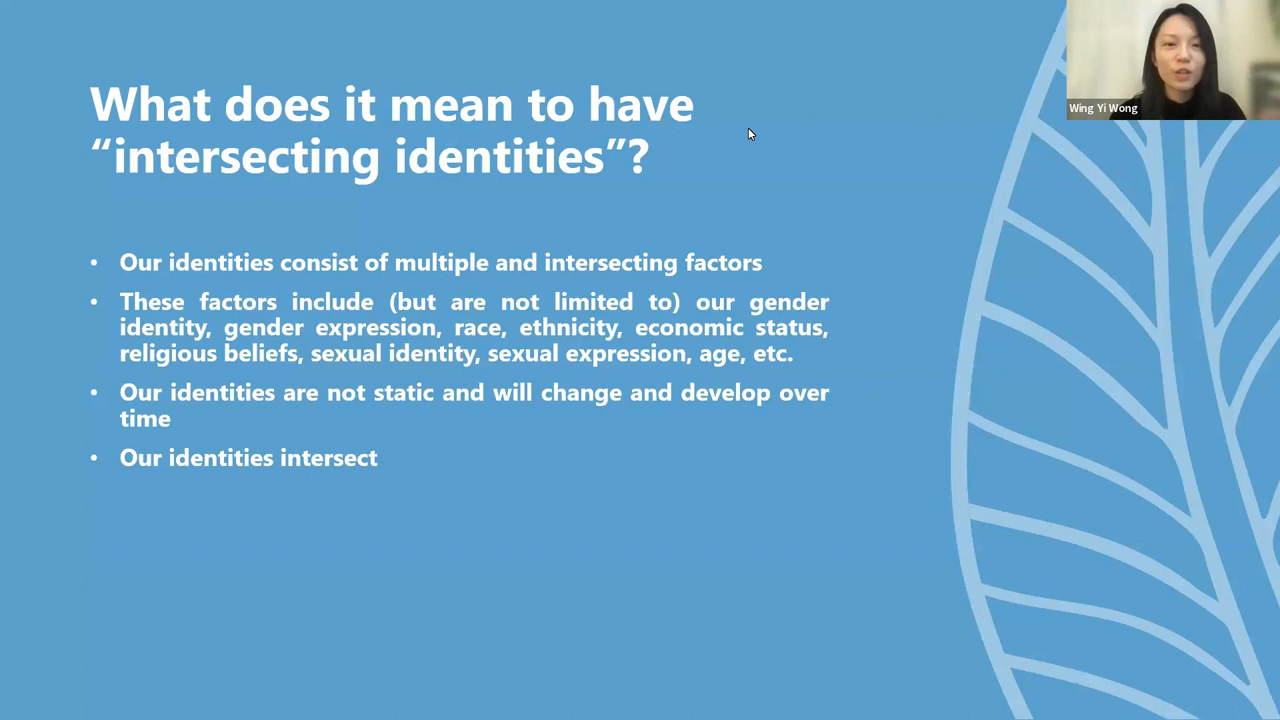 What does it mean to have
“intersecting identities”?
• Our identities consist of multiple and intersecting factors
• These factors include (but are not limited to) our gender
identity, gender expression, race, ethnicity, economic status,
religious beliefs, sexual identity, sexual expression, age, etc.
• Our identities are not static and will change and develop over
time
• Our identities intersect
Wing Yi Wong